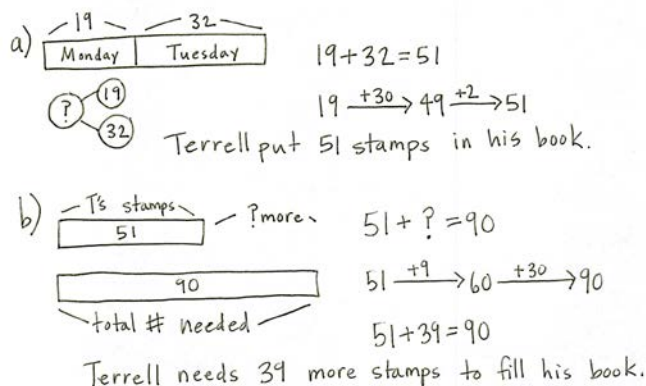 19 32
a) Monday Tuesday
19+32=51
? 19 32
19 +30 → 49 +2 → 51
Terrell put 51 stamps in his book.
b) T's stamps ? more
51
51 + ? = 90
90
51 +9 → 60 +30 → 90
total # needed
51+39=90
Terrell needs 39 more stamps to fill his book.